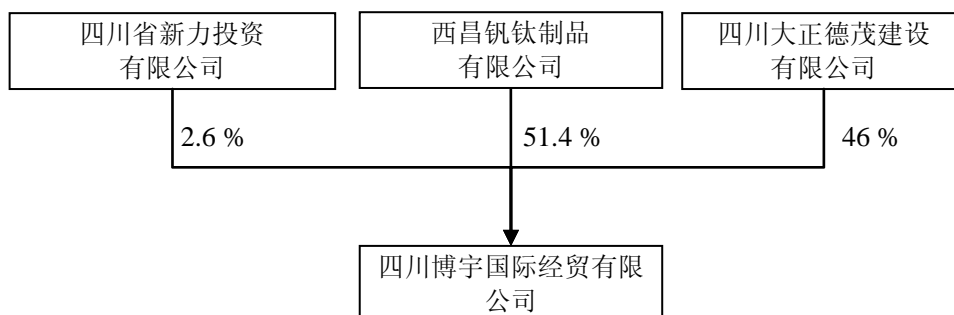 四川省新力投资
有限公司
西昌钒钛制品
有限公司
四川大正德茂建设
有限公司
2.6 %
51.4 %
46 %
四川博宇国际经贸有限
公司